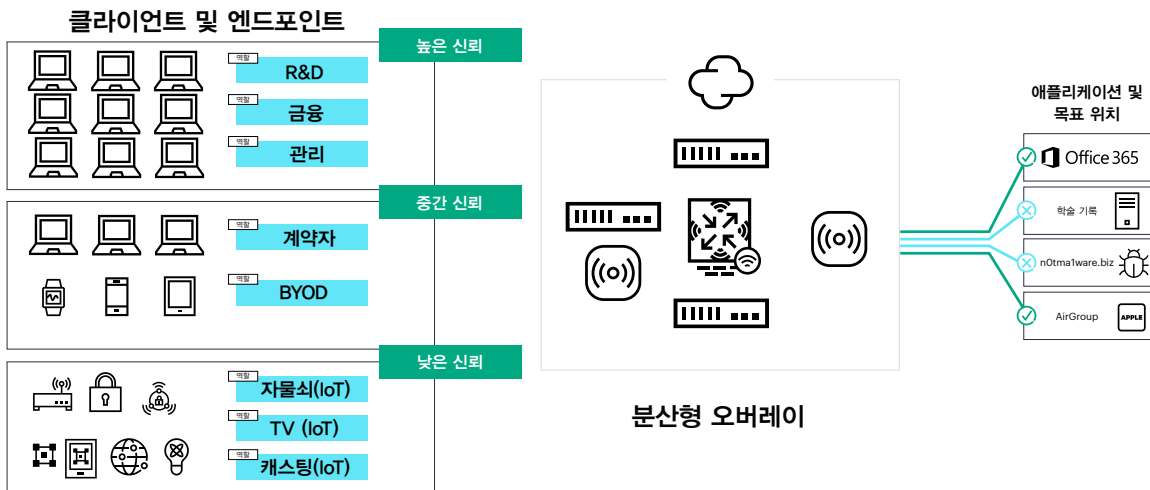 클라이언트 및 엔드포인트
높은 신뢰
역할
R&D
역할
금융
역할
관리
중간 신뢰
역할
계약자
역할
BYOD
낮은 신뢰
역할
자물쇠(IoT)
역할
TV (IoT)
역할
캐스팅(IoT)
분산형 오버레이
애플리케이션 및
목표 위치
Office 365
학술 기록
n0tma1ware.biz
AirGroup
APPLE